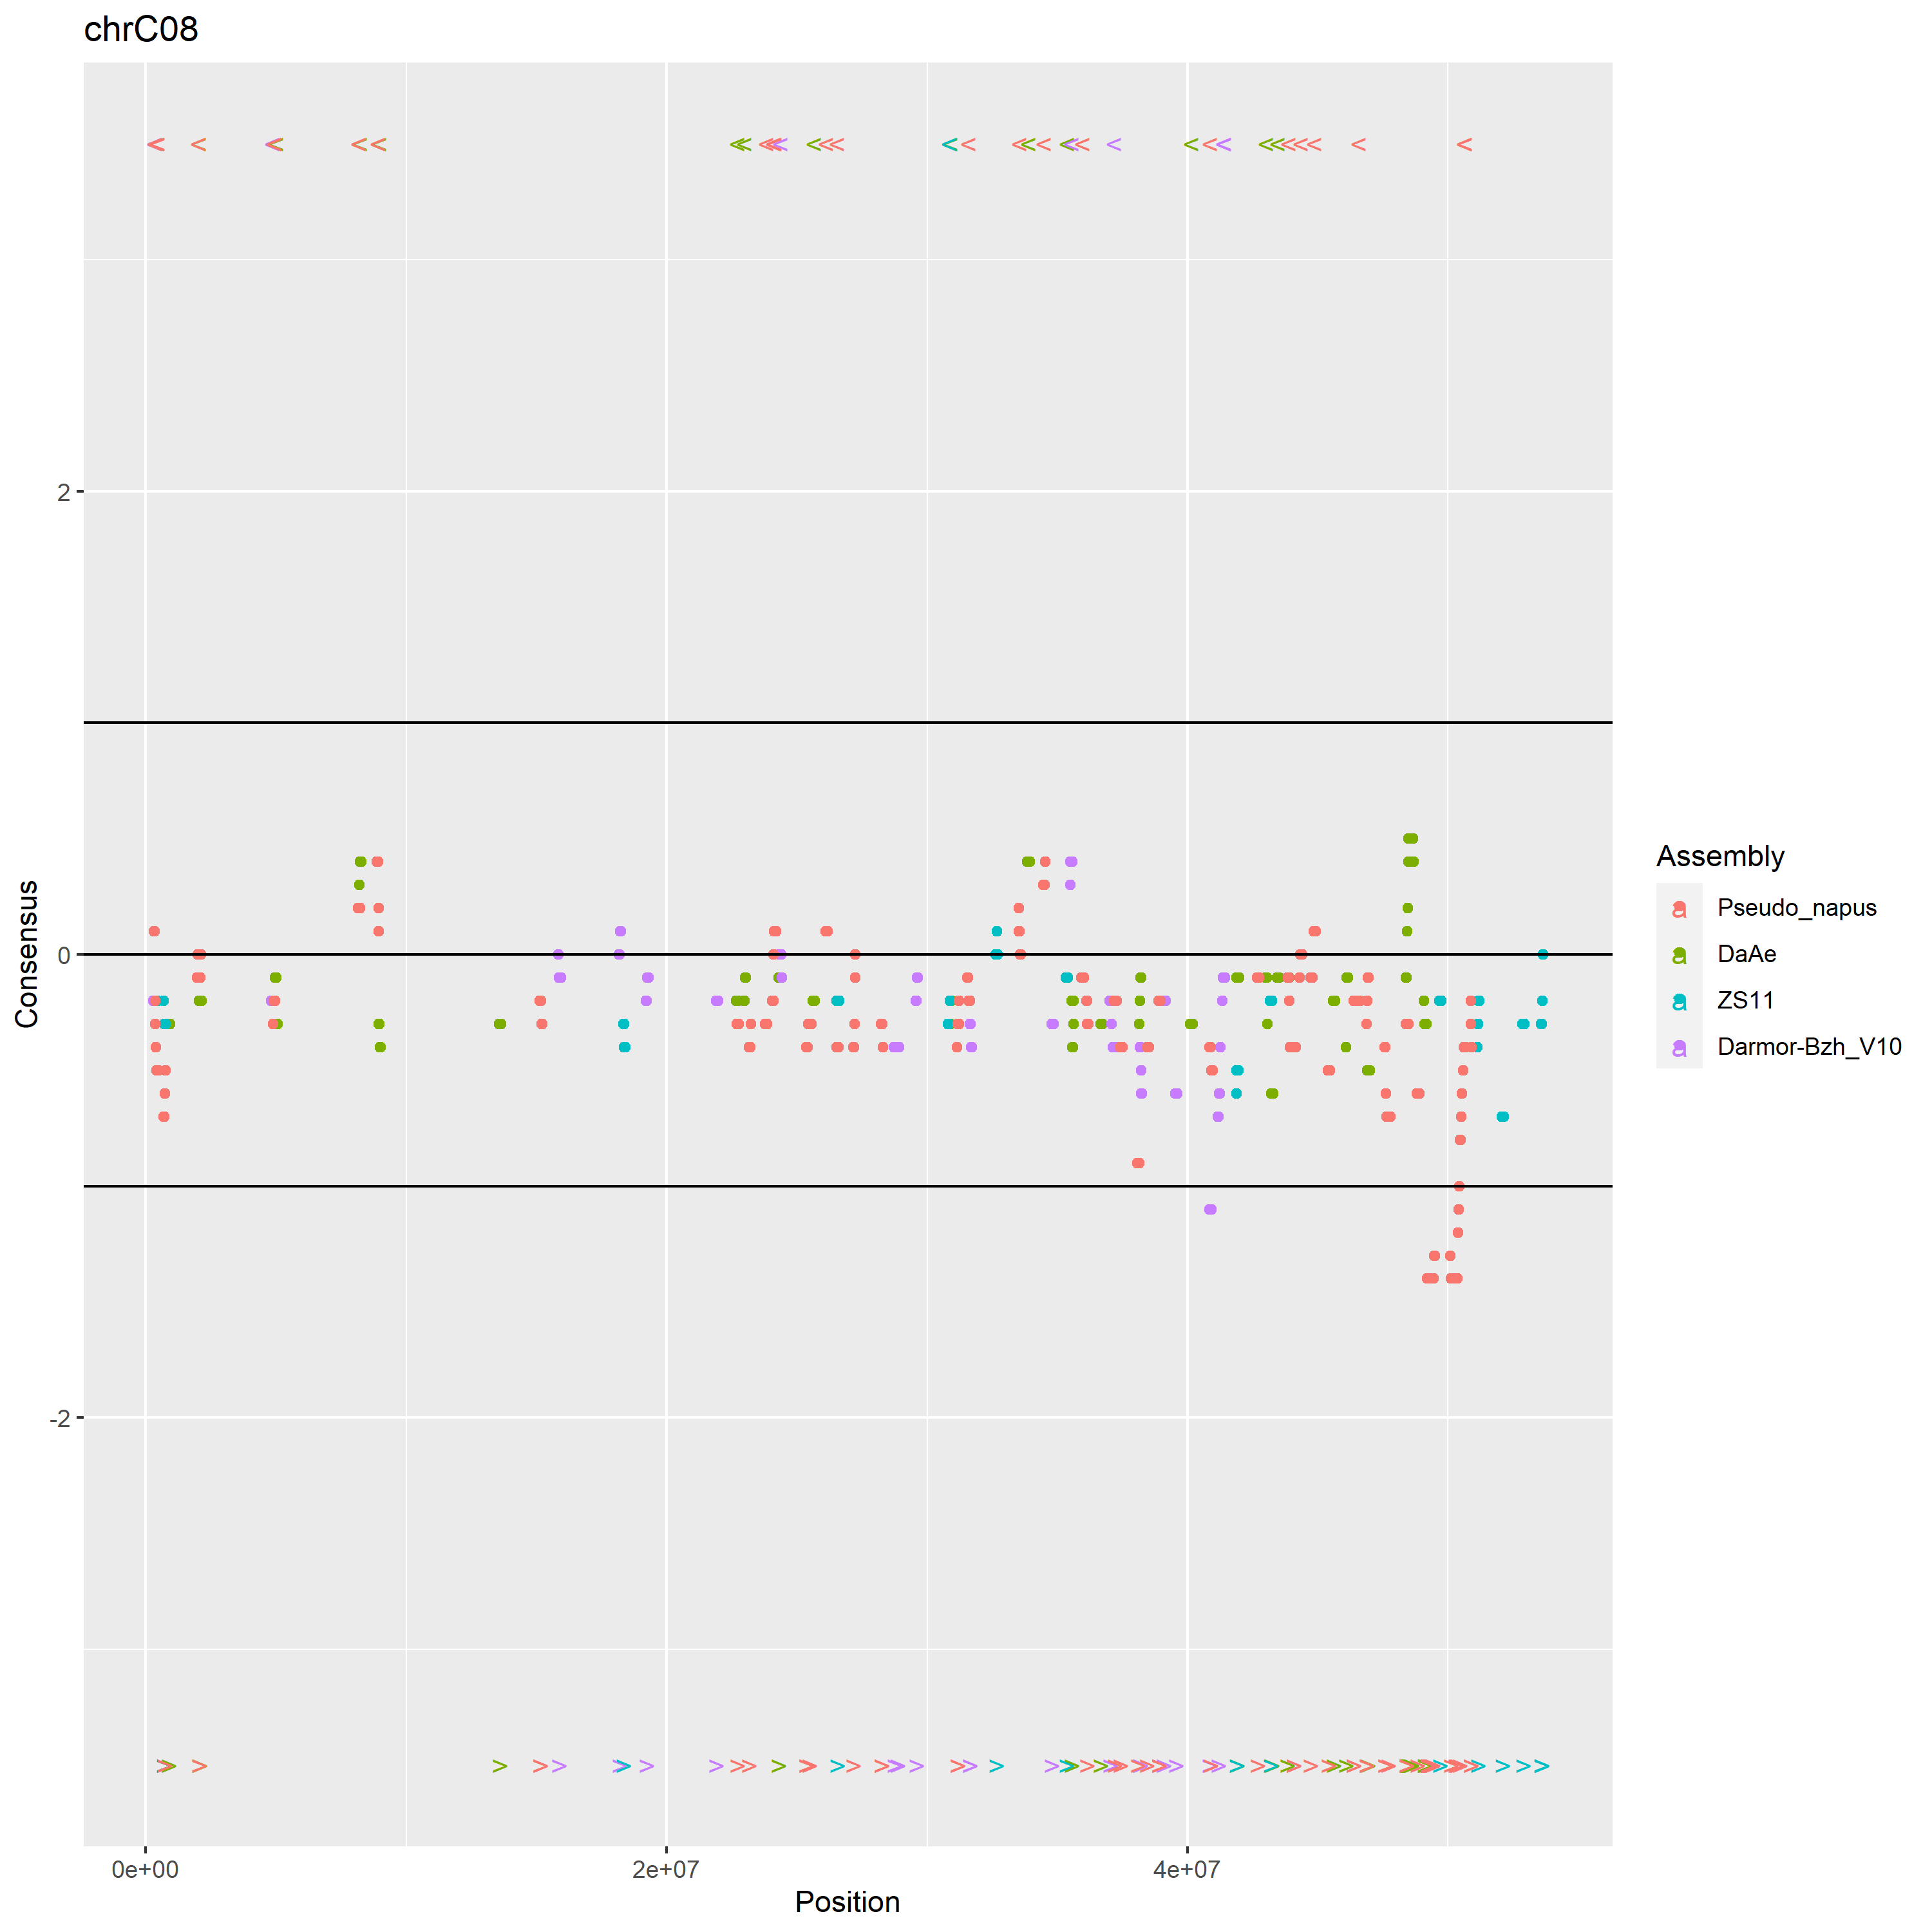 chrC08
2
0
-2
Consensus
0e+00
2e+07
4e+07
Position
Assembly
a Pseudo_napus
a DaAe
a ZS11
a Darmor-Bzh_V10